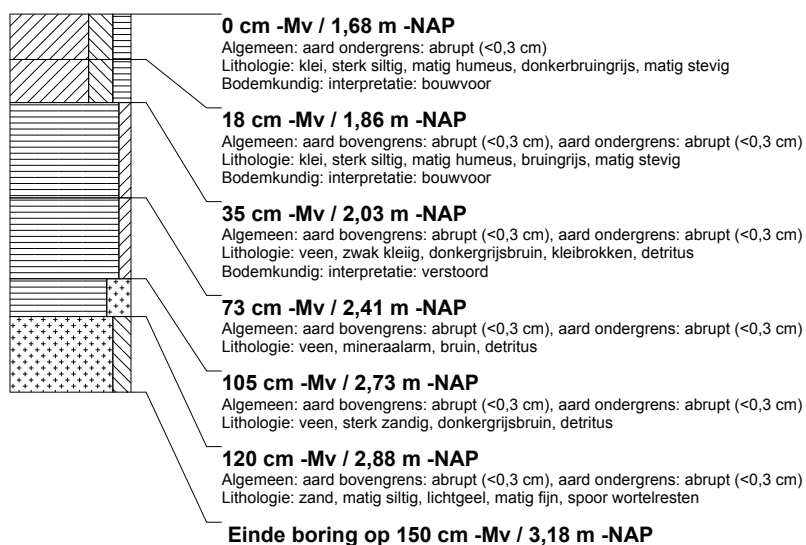 0 cm -Mv / 1,68 m -NAP
Algemeen: aard ondergrens: abrupt (<0,3 cm)
Lithologie: klei, sterk siltig, matig humeus, donkerbruingrijs, matig stevig
Bodemkundig: interpretatie: bouwvoor
18 cm -Mv / 1,86 m -NAP
Algemeen: aard bovengrens: abrupt (<0,3 cm), aard ondergrens: abrupt (<0,3 cm)
Lithologie: klei, sterk siltig, matig humeus, bruingrijs, matig stevig
Bodemkundig: interpretatie: bouwvoor
35 cm -Mv / 2,03 m -NAP
Algemeen: aard bovengrens: abrupt (<0,3 cm), aard ondergrens: abrupt (<0,3 cm)
Lithologie: veen, zwak kleiig, donkergrijsbruin, kleibrokken, detritus
Bodemkundig: interpretatie: verstoord
73 cm -Mv / 2,41 m -NAP
Algemeen: aard bovengrens: abrupt (<0,3 cm), aard ondergrens: abrupt (<0,3 cm)
Lithologie: veen, mineraalarm, bruin, detritus
105 cm -Mv / 2,73 m -NAP
Algemeen: aard bovengrens: abrupt (<0,3 cm), aard ondergrens: abrupt (<0,3 cm)
Lithologie: veen, sterk zandig, donkergrijsbruin, detritus
120 cm -Mv / 2,88 m -NAP
Algemeen: aard bovengrens: abrupt (<0,3 cm), aard ondergrens: abrupt (<0,3 cm)
Lithologie: zand, matig siltig, lichtgeel, matig fijn, spoor wortelresten
Einde boring op 150 cm -Mv / 3,18 m -NAP